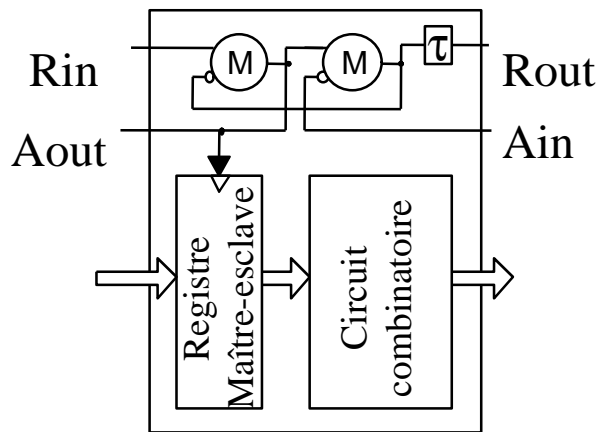 M
M
τ
Rin
Rout
Aout
Ain
Registre
Maître-esclave
Circuit
combinatoire